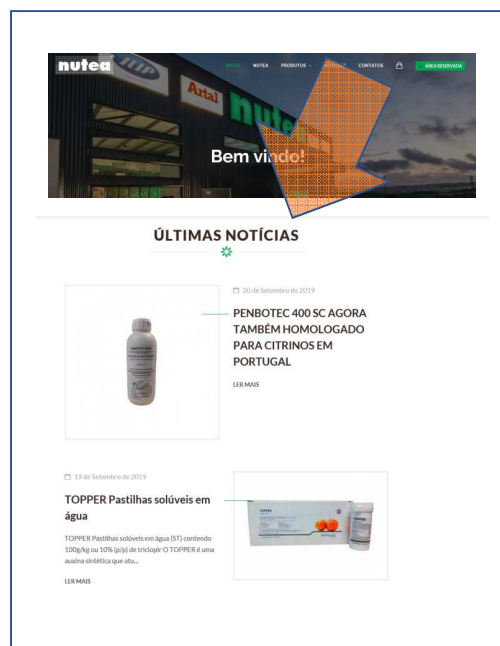 nutea
INÍCIO NUTEA PRODUTOS CONTATOS ÁREA RESERVADA
TOP
Artal
nutea
Bem vindo!
ÚLTIMAS NOTÍCIAS
20 de Setembro de 2019
PENBOTEC 400 SC AGORA
TAMBÉM HOMOLOGADO
PARA CITRINOS EM
PORTUGAL
LER MAIS
19 de Setembro de 2019
TOPPER Pastilhas solúveis em
água
TOPPER Pastilhas solúveis em água (ST) contendo
100g/kg ou 10% (p/p) de triclopir O TOPPER é uma
auxina sintética que atu...
LER MAIS
TOPPER